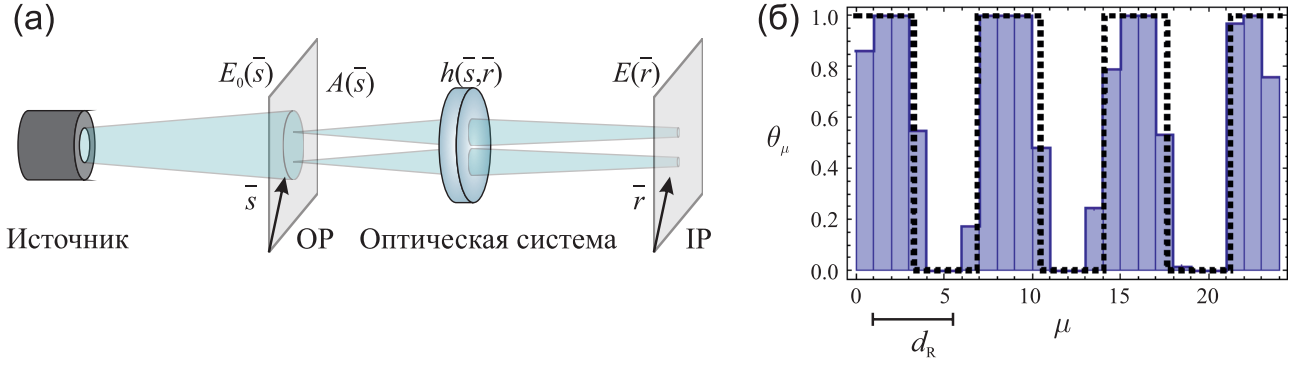 (а)
E₀(s̄)
A(s̄)
h(s̄,r̄)
E(r̄)
s̄
r̄
Источник
OP
Оптическая система
IP
(б)
1.0
0.8
0.6
θμ
0.4
0.2
0.0
0 5 10 15 20
μ
d_R